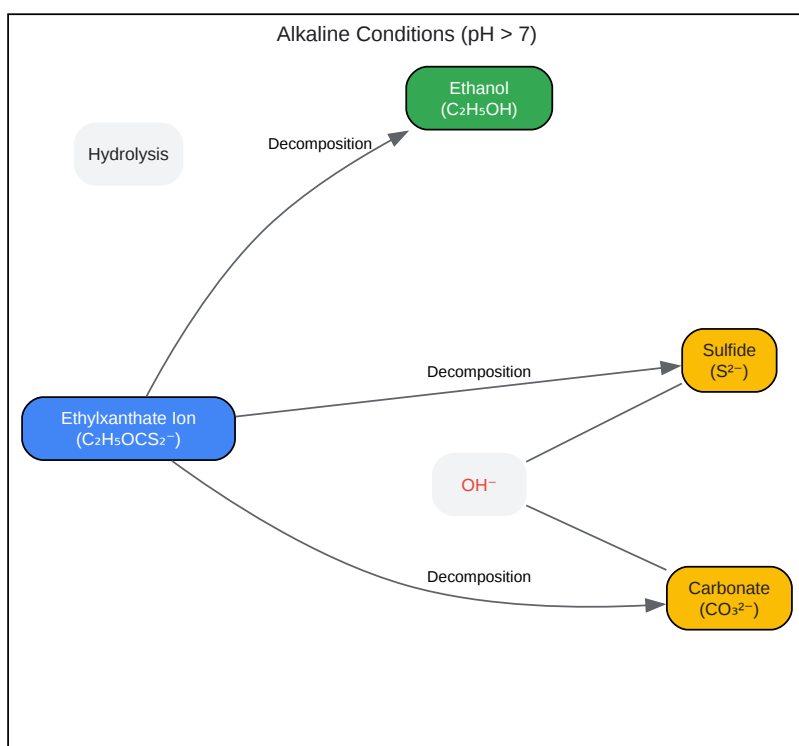 Alkaline Conditions (pH > 7)
Ethanol
(C₂H₅OH)
Decomposition
Hydrolysis
Sulfide
(S²⁻)
Decomposition
Ethylxanthate Ion
(C₂H₅OCS₂⁻)
OH⁻
Decomposition
Carbonate
(CO₃²⁻)